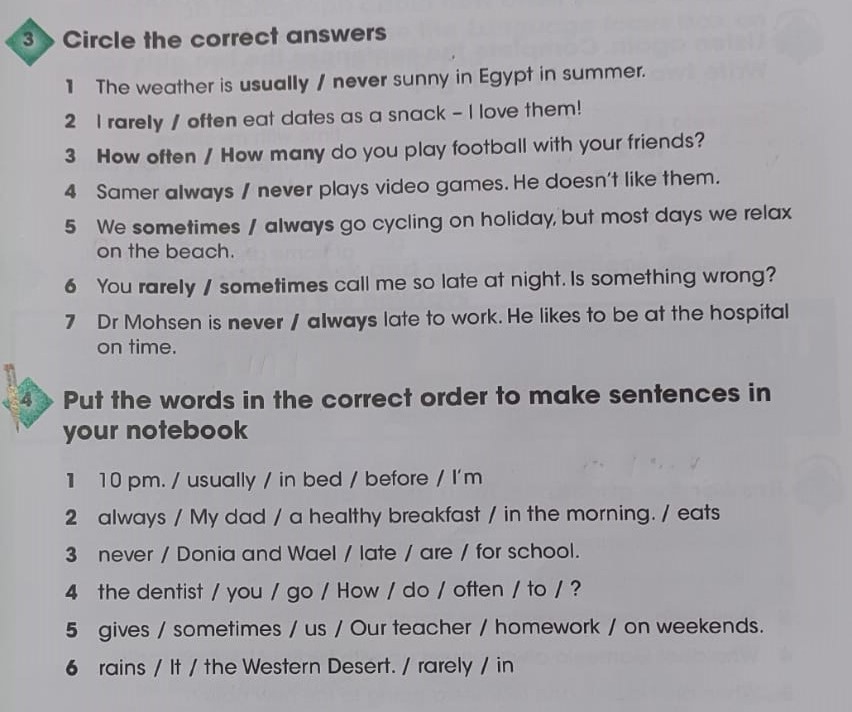 3 Circle the correct answers
1 The weather is usually / never sunny in Egypt in summer.
2 I rarely / often eat dates as a snack – I love them!
3 How often / How many do you play football with your friends?
4 Samer always / never plays video games. He doesn't like them.
5 We sometimes / always go cycling on holiday, but most days we relax
on the beach.
6 You rarely / sometimes call me so late at night. Is something wrong?
7 Dr Mohsen is never / always late to work. He likes to be at the hospital
on time.
4 Put the words in the correct order to make sentences in
your notebook
1 10 pm. / usually / in bed / before / I'm
2 always / My dad / a healthy breakfast / in the morning. / eats
3 never / Donia and Wael / late / are / for school.
4 the dentist / you / go / How / do / often / to / ?
5 gives / sometimes / us / Our teacher / homework / on weekends.
6 rains / It / the Western Desert. / rarely / in